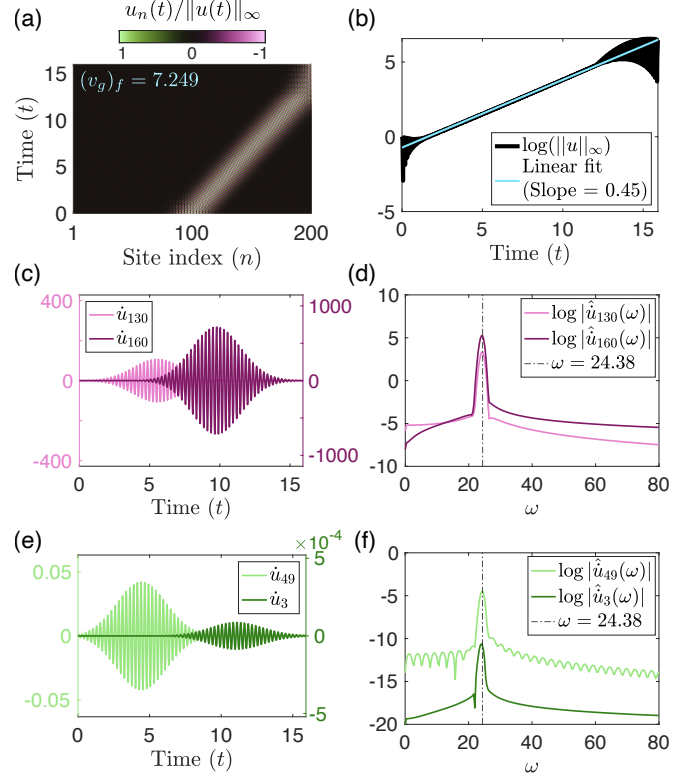 (a)
u_n(t)/‖u(t)‖_∞
1 0 -1
(v_g)_f = 7.249
15
10
5
0
Time (t)
1 100 200
Site index (n)
(b)
5
0
-5
5
log(||u||_∞)
Linear fit
(Slope = 0.45)
0 5 10 15
Time (t)
(c)
400
0
-400
1000
0
-1000
u̇_130
u̇_160
0 5 10 15
Time (t)
(d)
10
5
0
-5
-10
log |û̇_130(ω)|
log |û̇_160(ω)|
ω = 24.38
0 20 40 60 80
ω
(e)
0.05
0
-0.05
×10^-4
5
0
-5
u̇_49
u̇_3
0 5 10 15
Time (t)
(f)
0
-5
-10
-15
-20
log |û̇_49(ω)|
log |û̇_3(ω)|
ω = 24.38
0 20 40 60 80
ω